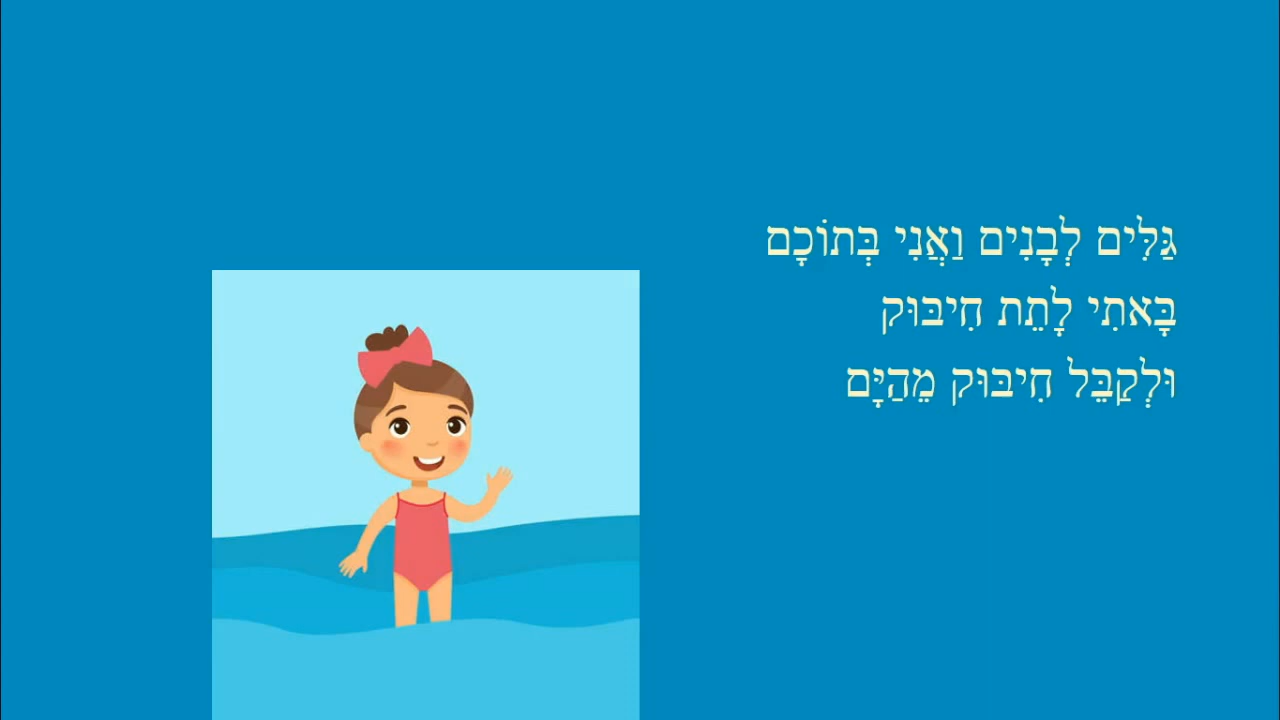 גַּלִּים לְבָנִים וַאֲנִי בְּתוֹכָם
בָּאתִי לָתֵת חִיבּוּק
וּלְקַבֵּל חִיבּוּק מֵהַיָּם